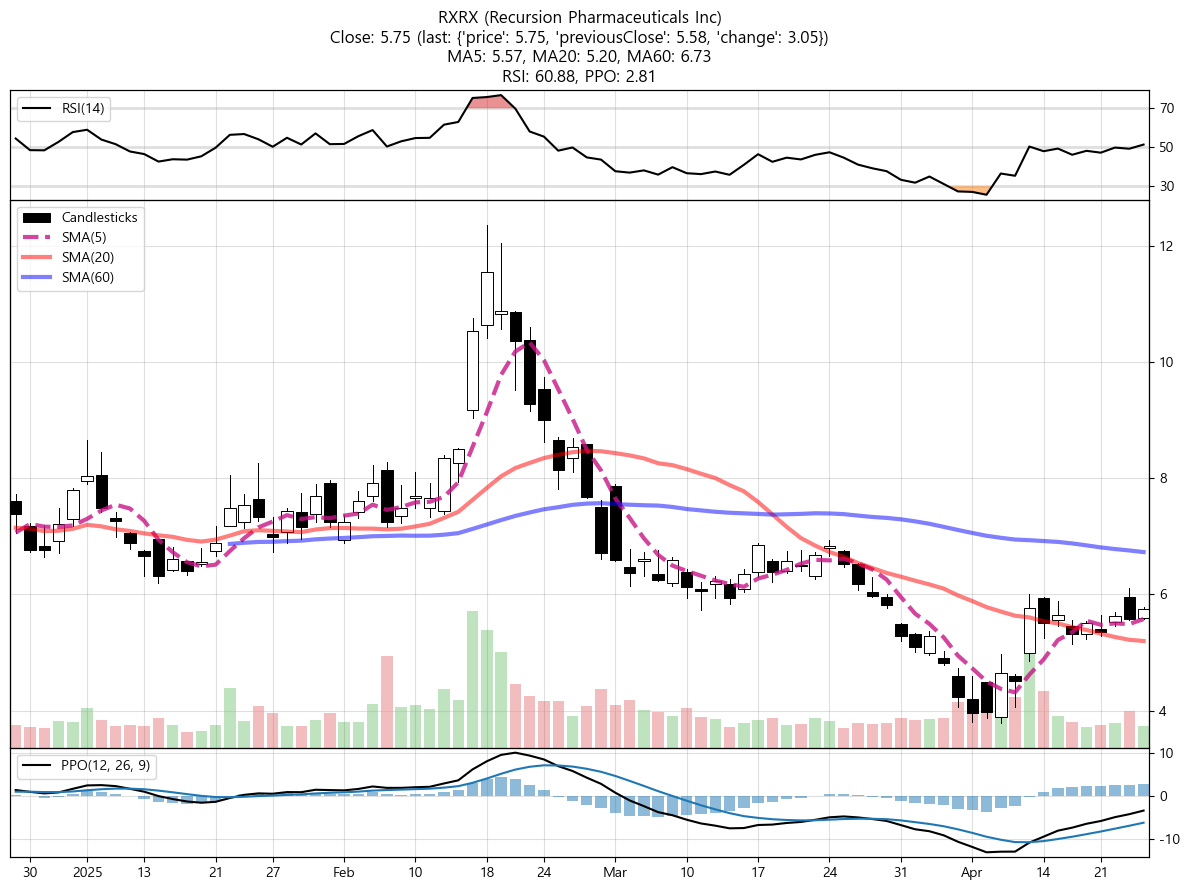 RXRX (Recursion Pharmaceuticals Inc)
Close: 5.75 (last: {'price': 5.75, 'previousClose': 5.58, 'change': 3.05})
MA5: 5.57, MA20: 5.20, MA60: 6.73
RSI: 60.88, PPO: 2.81
RSI(14)
70
50
30
Candlesticks
SMA(5)
SMA(20)
SMA(60)
12
10
8
6
4
PPO(12, 26, 9)
10
0
-10
30 2025 13 21 27 Feb 10 18 24 Mar 10 17 24 31 Apr 14 21